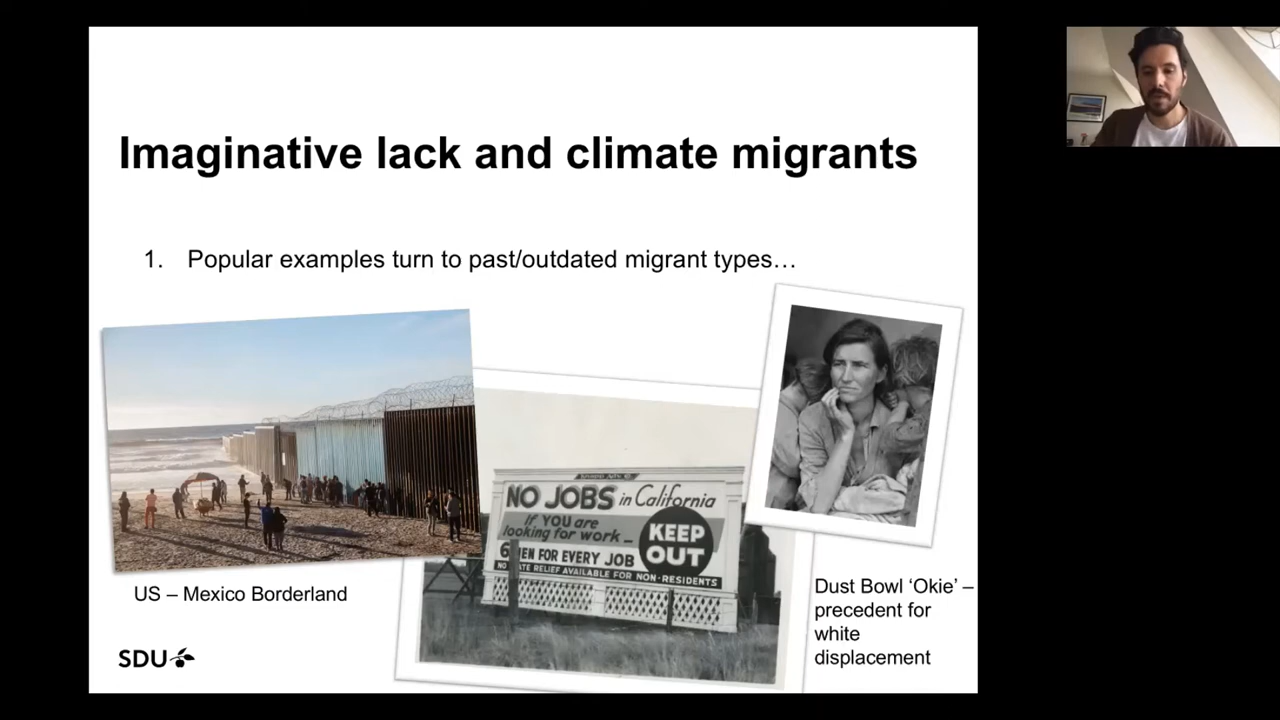 Imaginative lack and climate migrants
1. Popular examples turn to past/outdated migrant types…
NO JOBS in California
If YOU are
looking for work –
KEEP
OUT
6 MEN FOR EVERY JOB
NO STATE RELIEF AVAILABLE FOR NON-RESIDENTS
US – Mexico Borderland
Dust Bowl ‘Okie’ –
precedent for
white
displacement
SDU